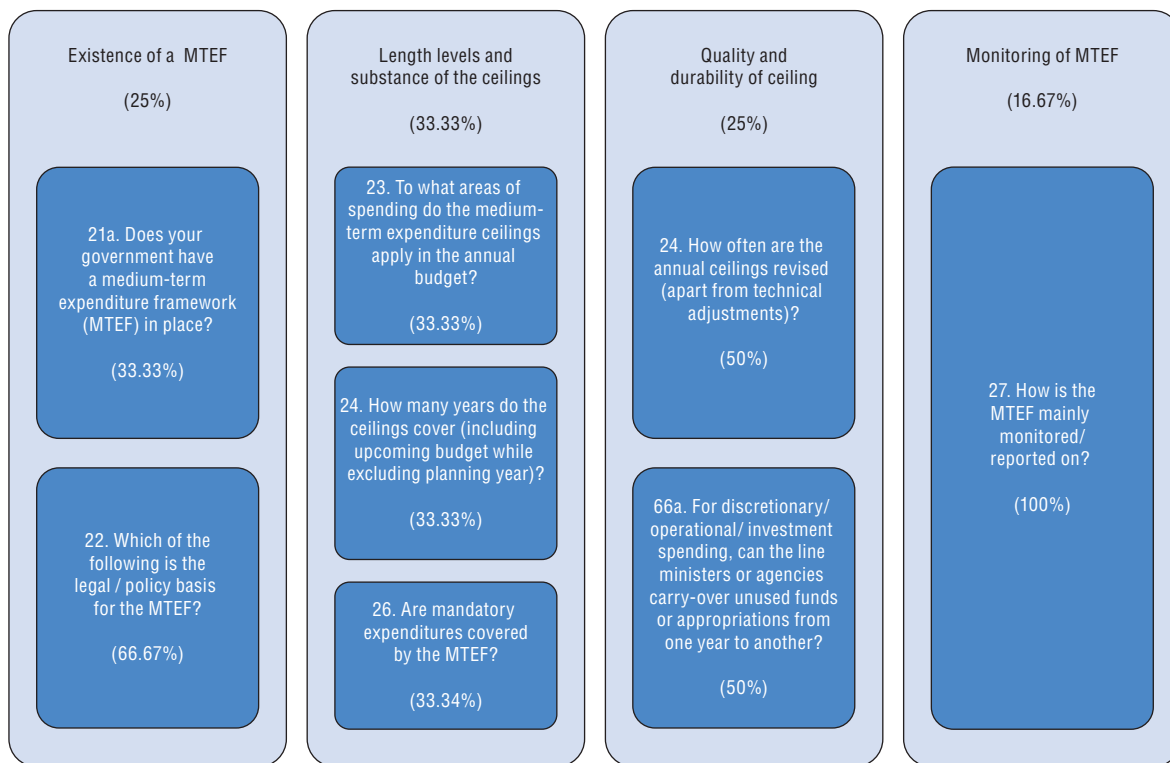 Existence of a MTEF
(25%)
21a. Does your
government have
a medium-term
expenditure framework
(MTEF) in place?
(33.33%)
22. Which of the
following is the
legal / policy basis
for the MTEF?
(66.67%)
Length levels and
substance of the ceilings
(33.33%)
23. To what areas of
spending do the medium-
term expenditure ceilings
apply in the annual
budget?
(33.33%)
24. How many years do the
ceilings cover (including
upcoming budget while
excluding planning year)?
(33.33%)
26. Are mandatory
expenditures covered
by the MTEF?
(33.34%)
Quality and
durability of ceiling
(25%)
24. How often are the
annual ceilings revised
(apart from technical
adjustments)?
(50%)
66a. For discretionary/
operational/ investment
spending, can the line
ministers or agencies
carry-over unused funds
or appropriations from
one year to another?
(50%)
Monitoring of MTEF
(16.67%)
27. How is the
MTEF mainly
monitored/
reported on?
(100%)